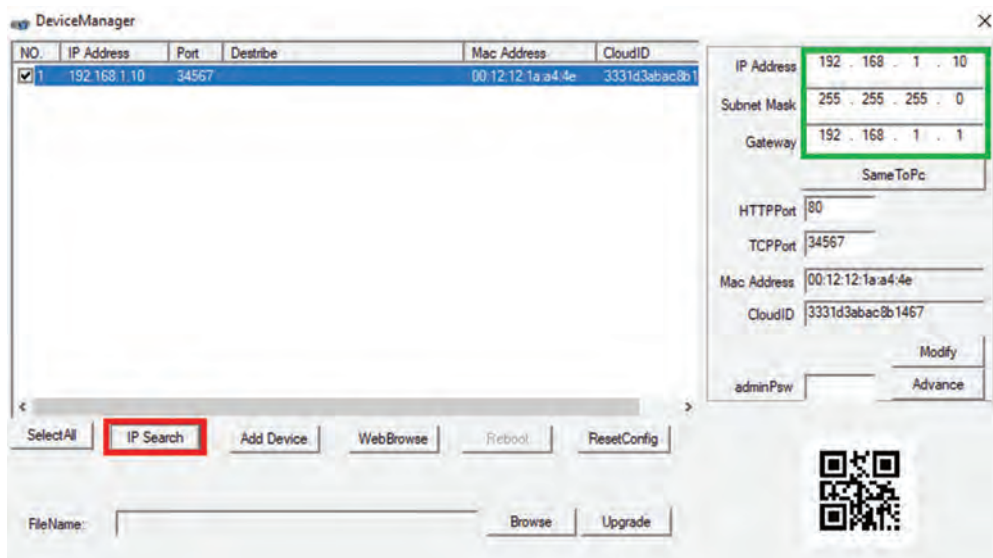 DeviceManager
NO. IP Address Port Destribe Mac Address CloudID
1 192.168.1.10 34567 00:12:12:1a:a4:4e 3331d3abac8b1
IP Address 192 . 168 . 1 . 10
Subnet Mask 255 . 255 . 255 . 0
Gateway 192 . 168 . 1 . 1
SameToPc
HTTPPort 80
TCPPort 34567
Mac Address 00:12:12:1a:a4:4e
CloudID 3331d3abac8b1467
Modify
adminPsw Advance
SelectAll IP Search Add Device WebBrowse Reboot ResetConfig
FileName: Browse Upgrade